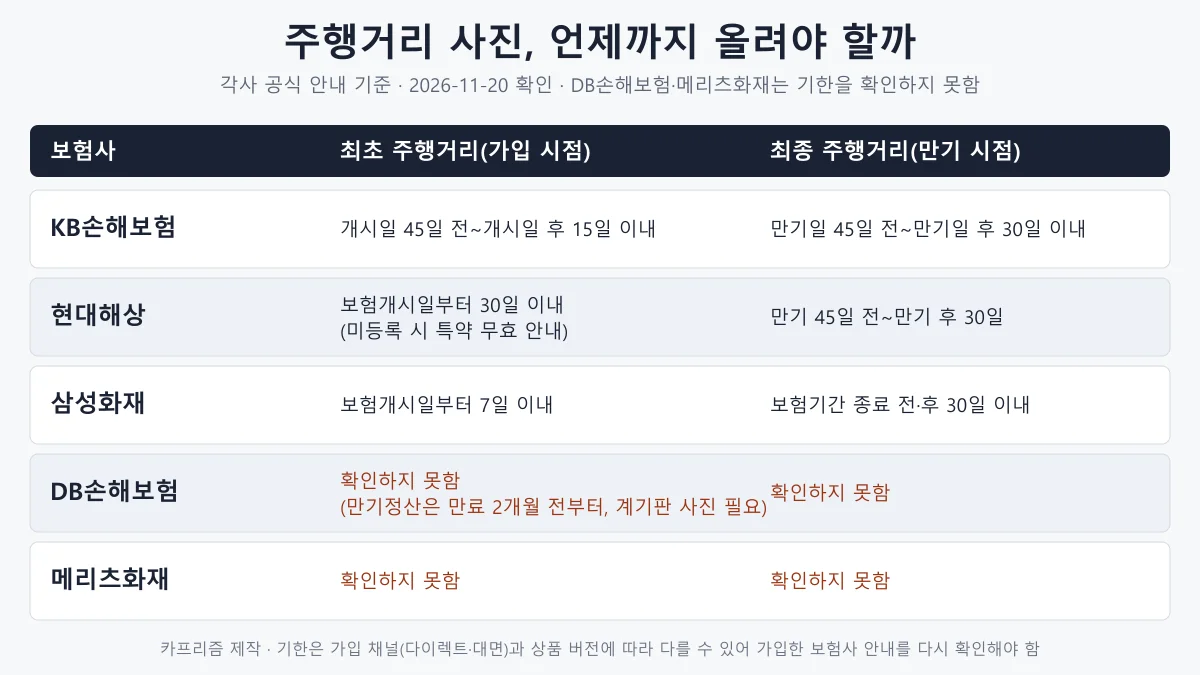 주행거리 사진, 언제까지 올려야 할까
각사 공식 안내 기준 · 2026-11-20 확인 · DB손해보험·메리츠화재는 기한을 확인하지 못함
보험사 최초 주행거리(가입 시점) 최종 주행거리(만기 시점)
KB손해보험 개시일 45일 전~개시일 후 15일 이내 만기일 45일 전~만기일 후 30일 이내
현대해상 보험개시일부터 30일 이내
(미등록 시 특약 무효 안내) 만기 45일 전~만기 후 30일
삼성화재 보험개시일부터 7일 이내 보험기간 종료 전·후 30일 이내
DB손해보험 확인하지 못함
(만기정산은 만료 2개월 전부터, 계기판 사진 필요) 확인하지 못함
메리츠화재 확인하지 못함 확인하지 못함
카프리즘 제작 · 기한은 가입 채널(다이렉트·대면)과 상품 버전에 따라 다를 수 있어 가입한 보험사 안내를 다시 확인해야 함